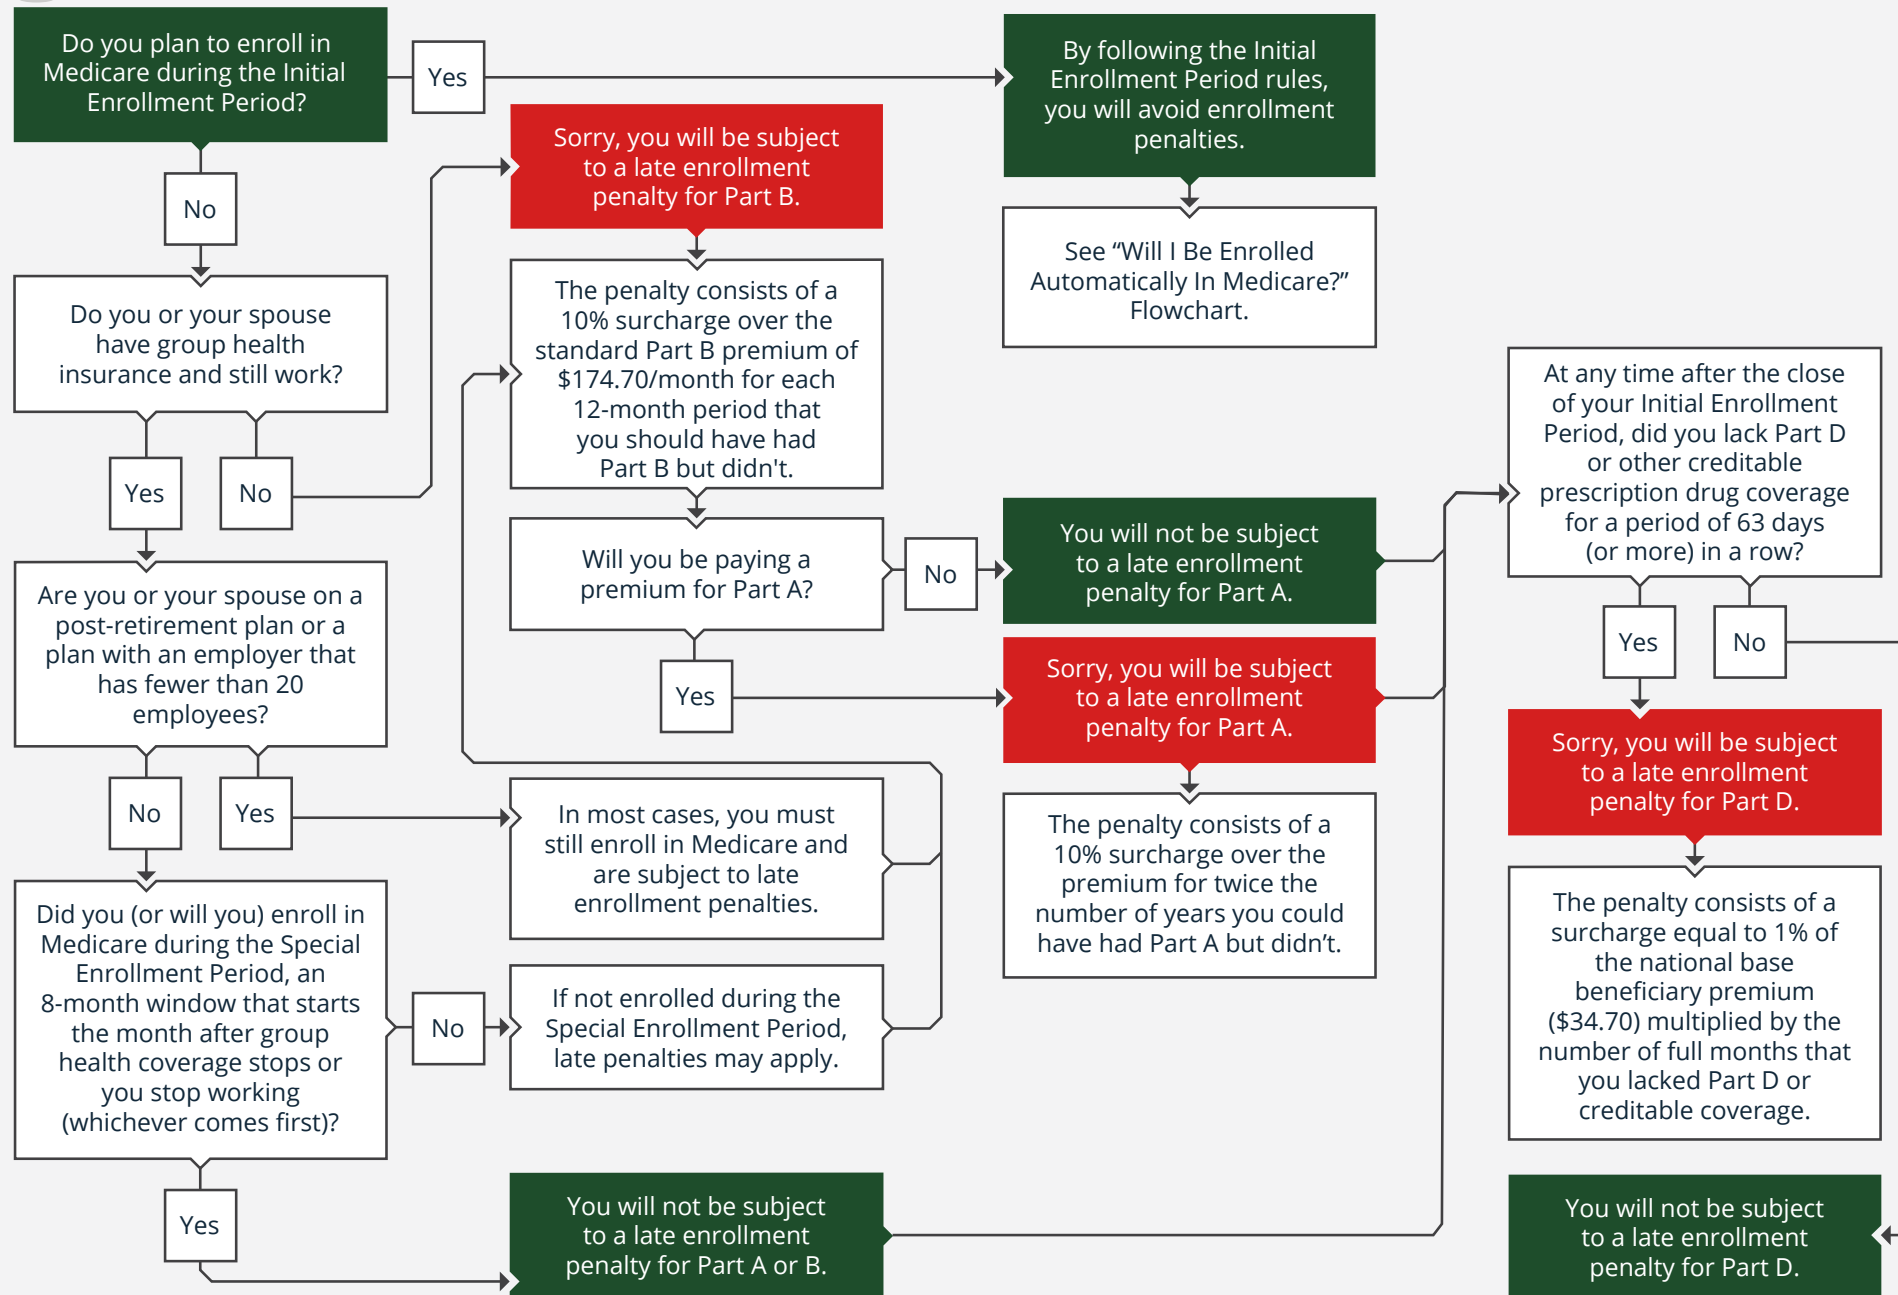 Do you plan to enroll in
Medicare during the Initial
Enrollment Period?
Yes
By following the Initial
Enrollment Period rules,
you will avoid enrollment
penalties.
See “Will I Be Enrolled
Automatically In Medicare?”
Flowchart.
No
Do you or your spouse
have group health
insurance and still work?
Yes
No
Sorry, you will be subject
to a late enrollment
penalty for Part B.
The penalty consists of a
10% surcharge over the
standard Part B premium of
$174.70/month for each
12-month period that
you should have had
Part B but didn't.
Will you be paying a
premium for Part A?
No
You will not be subject
to a late enrollment
penalty for Part A.
Yes
Sorry, you will be subject
to a late enrollment
penalty for Part A.
The penalty consists of a
10% surcharge over the
premium for twice the
number of years you could
have had Part A but didn’t.
Are you or your spouse on a
post-retirement plan or a
plan with an employer that
has fewer than 20
employees?
No
Yes
In most cases, you must
still enroll in Medicare and
are subject to late
enrollment penalties.
Did you (or will you) enroll in
Medicare during the Special
Enrollment Period, an
8-month window that starts
the month after group
health coverage stops or
you stop working
(whichever comes first)?
No
If not enrolled during the
Special Enrollment Period,
late penalties may apply.
Yes
You will not be subject
to a late enrollment
penalty for Part A or B.
At any time after the close
of your Initial Enrollment
Period, did you lack Part D
or other creditable
prescription drug coverage
for a period of 63 days
(or more) in a row?
Yes
No
Sorry, you will be subject
to a late enrollment
penalty for Part D.
The penalty consists of a
surcharge equal to 1% of
the national base
beneficiary premium
($34.70) multiplied by the
number of full months that
you lacked Part D or
creditable coverage.
You will not be subject
to a late enrollment
penalty for Part D.